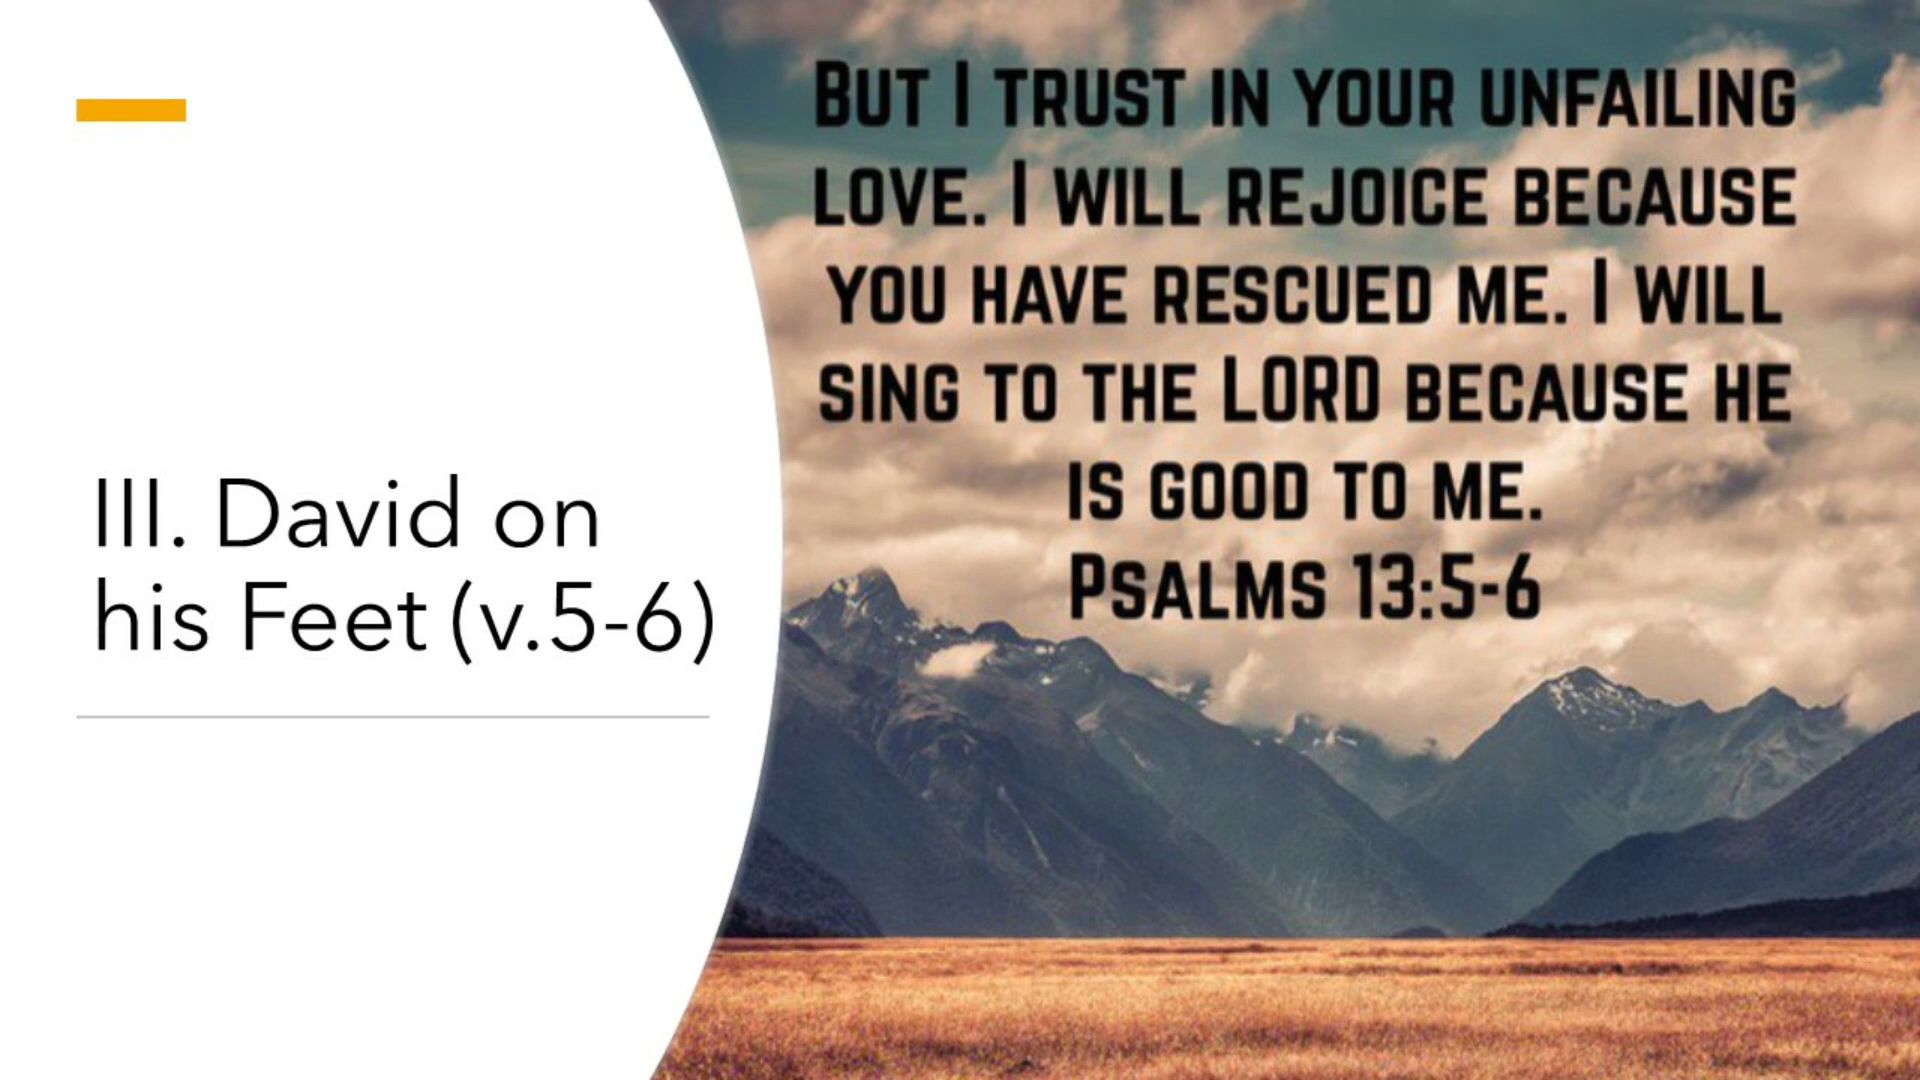 III. David on
his Feet (v.5-6)
But I trust in your unfailing
love. I will rejoice because
you have rescued me. I will
sing to the LORD because he
is good to me.
Psalms 13:5-6